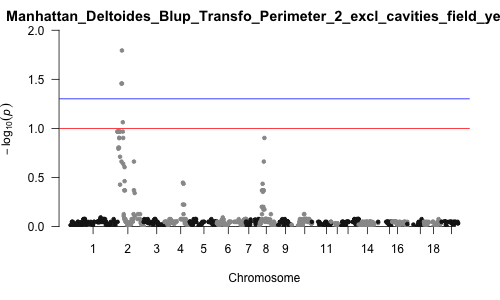 Manhattan_Deltoides_Blup_Transfo_Perimeter_2_excl_cavities_field_ye
2.0
1.5
1.0
0.5
0.0
− log₁₀(p)
1 2 3 4 5 6 7 8 9 11 14 16 18
Chromosome